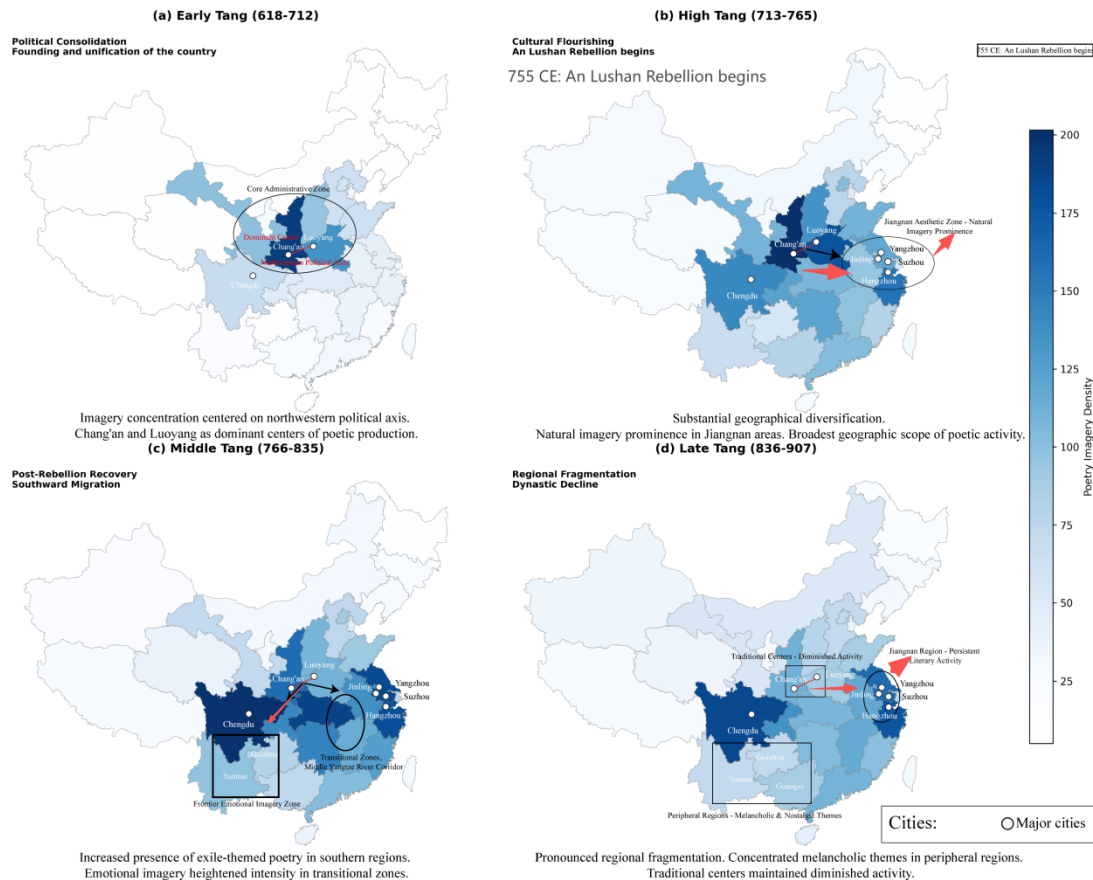 (a) Early Tang (618-712)
Political Consolidation
Founding and unification of the country
Core Administrative Zone
Dominant
Luoyang
Chang'an
Political Axis
Chengdu
Imagery concentration centered on northwestern political axis.
Chang'an and Luoyang as dominant centers of poetic production.
(b) High Tang (713-765)
Cultural Flourishing
An Lushan Rebellion begins
755 CE: An Lushan Rebellion begins
755 CE: An Lushan Rebellion begins
Jiangnan Aesthetic Zone - Natural
Imagery Prominence
Luoyang
Chang'an
Yangzhou
Jinling
Suzhou
Hangzhou
Chengdu
Substantial geographical diversification.
Natural imagery prominence in Jiangnan areas. Broadest geographic scope of poetic activity.
(c) Middle Tang (766-835)
Post-Rebellion Recovery
Southward Migration
Luoyang
Chang'an
Jinling
Yangzhou
Suzhou
Hangzhou
Chengdu
Guizhou
Transitional Zones,
Middle Yangtze River Corridor
Yunnan
Frontier Emotional Imagery Zone
Increased presence of exile-themed poetry in southern regions.
Emotional imagery heightened intensity in transitional zones.
(d) Late Tang (836-907)
Regional Fragmentation
Dynastic Decline
Jiangnan Region - Persistent
Literary Activity
Traditional Centers - Diminished Activity
Luoyang
Chang'an
Jinling
Yangzhou
Suzhou
Hangzhou
Chengdu
Guizhou
Yunnan
Guangxi
Peripheral Regions - Melancholic & Nostalgic Themes
Pronounced regional fragmentation. Concentrated melancholic themes in peripheral regions.
Traditional centers maintained diminished activity.
200
175
150
125
100
75
50
25
Poetry Imagery Density
Cities:
Major cities